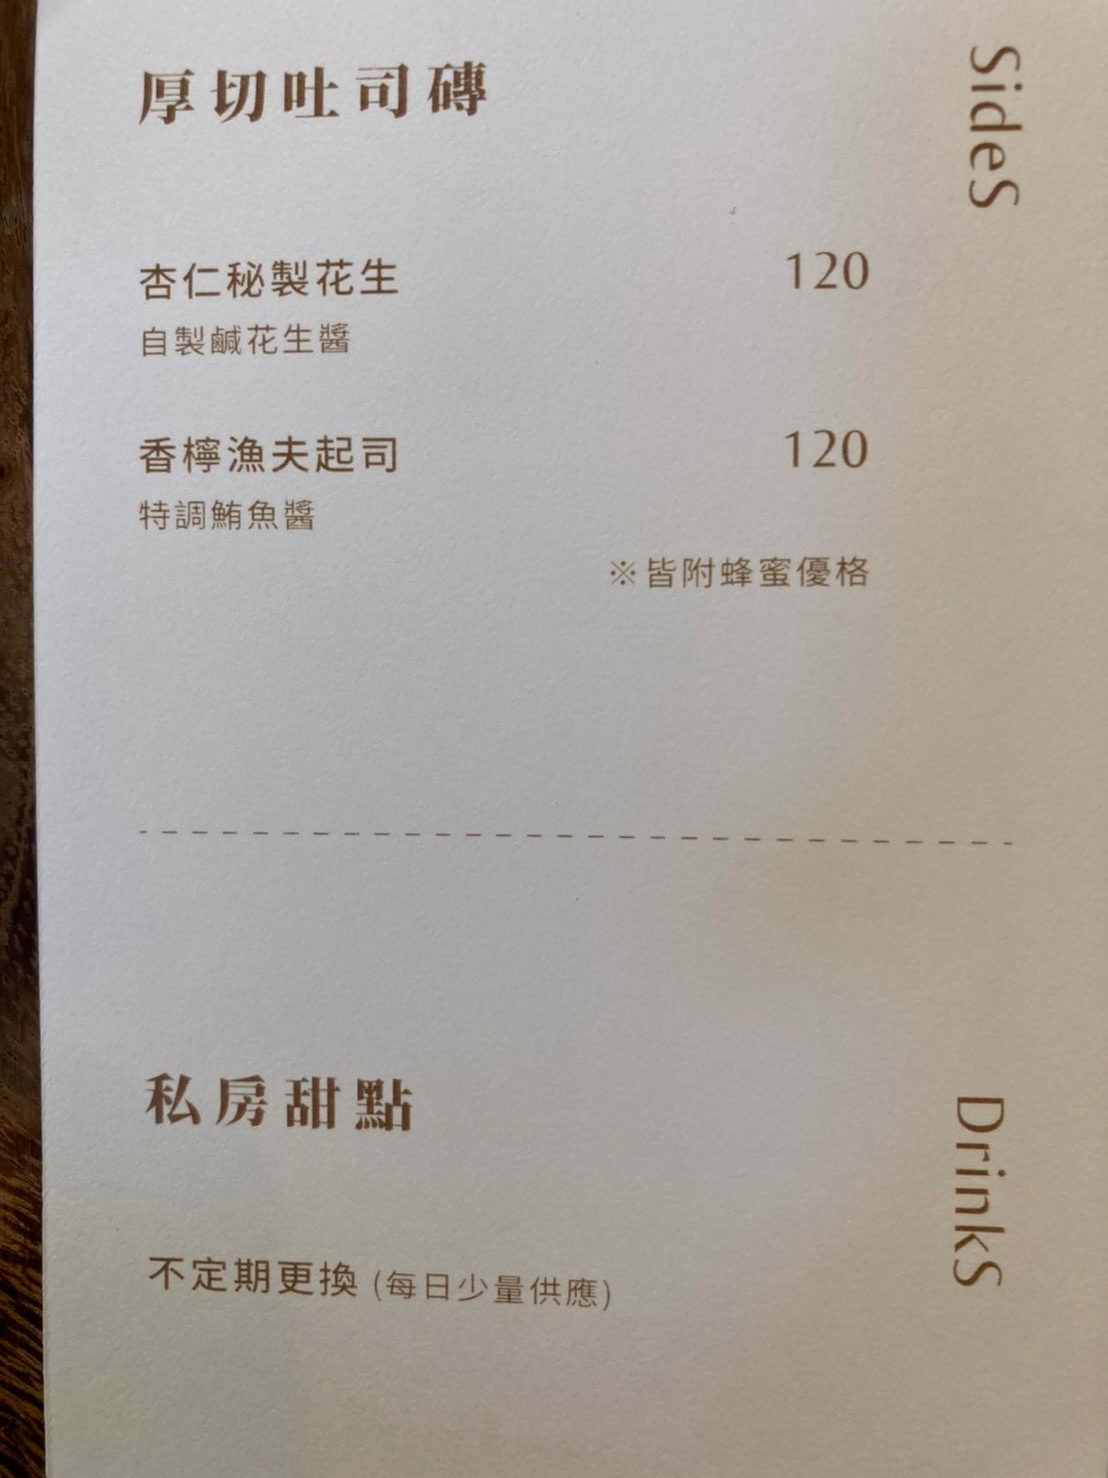 厚切吐司磚
SideS
杏仁秘製花生 120
自製鹹花生醬
香檸漁夫起司 120
特調鮪魚醬
※皆附蜂蜜優格
私房甜點
DrinkS
不定期更換 (每日少量供應)